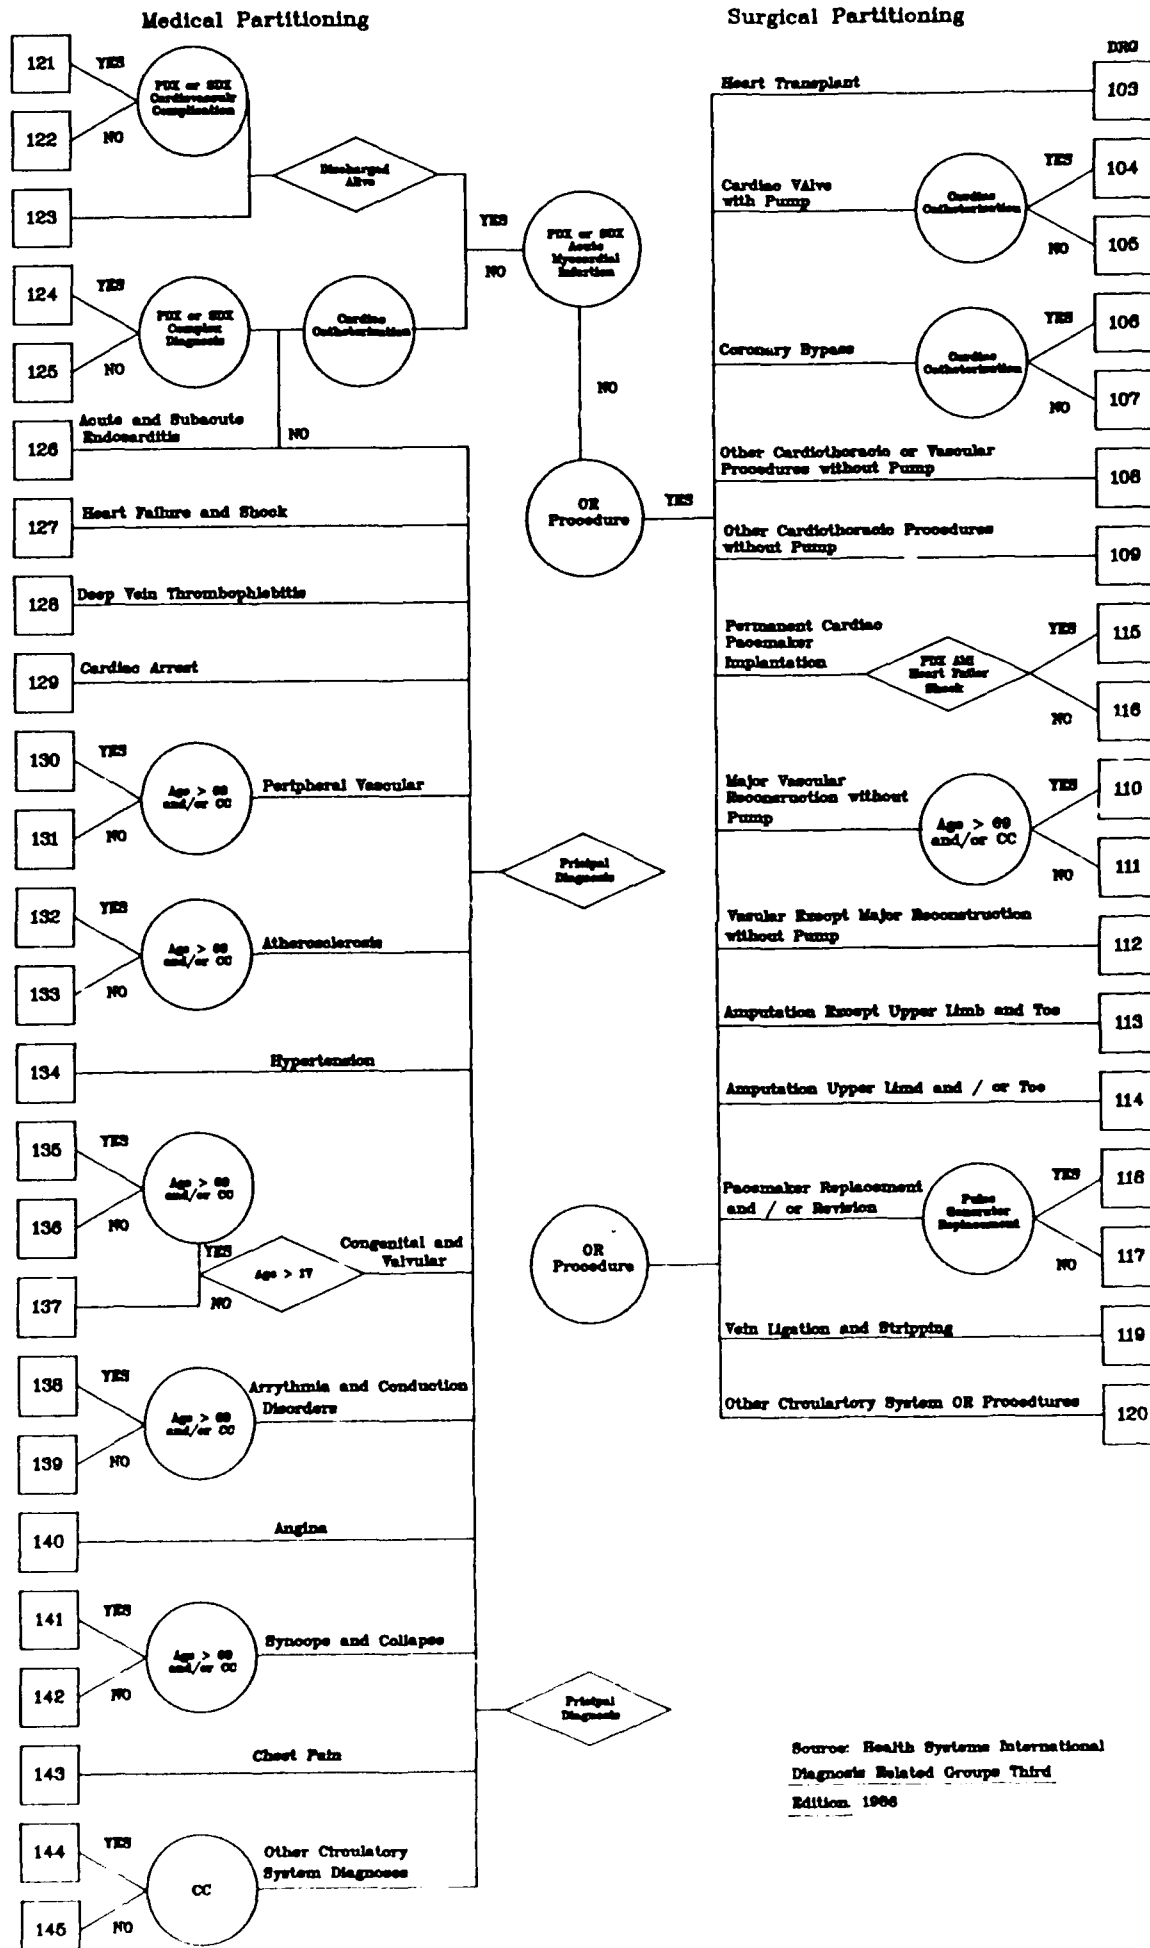 Medical Partitioning
121
YES
PDX or SDX
Cardiovasculr
Complication
122
NO
123
Discharged
Alive
YES
PDX or SDX
Acute
Myocardial
Infartion
NO
124
YES
PDX or SDX
Complex
Diagnosis
125
NO
Cardiac
Catheterization
NO
126
Acute and Subacute
Endocarditis
NO
OR
Procedure
YES
127
Heart Failure and Shock
128
Deep Vein Thrombophlebitis
129
Cardiac Arrest
130
YES
Age > 69
and/or CC
Peripheral Vascular
131
NO
Pricipal
Diagnosis
132
YES
Age > 69
and/or CC
Atherosclerosis
133
NO
134
Hypertension
135
YES
Age > 69
and/or CC
136
NO
YES
Age > 17
Congenital and
Valvular
137
NO
OR
Procedure
138
YES
Age > 69
and/or CC
Arrythmia and Conduction
Disorders
139
NO
140
Angina
141
YES
Age > 69
and/or CC
Syncope and Collapse
142
NO
Pricipal
Diagnosis
143
Chest Pain
144
YES
CC
Other Circulatory
System Diagnoses
145
NO
Surgical Partitioning
DRG
Heart Transplant
103
Cardiac VAlve
with Pump
Cardiac
Catheterization
YES
104
NO
105
Coronary Bypass
Cardiac
Catheterization
YES
106
NO
107
Other Cardiothoracic or Vascular
Procedures without Pump
108
Other Cardiothoracic Procedures
without Pump
109
Permanent Cardiac
Pacemaker
Implantation
PDX AMI
Heart Failer
Shock
YES
115
NO
116
Major Vascular
Reconsruction without
Pump
Age > 69
and/or CC
YES
110
NO
111
Vasular Except Major Reconstruction
without Pump
112
Amputation Except Upper Limb and Toe
113
Amputation Upper Limd and / or Toe
114
Pacemaker Replacement
and / or Revision
Pulse
Generator
Replacement
YES
118
NO
117
Vein Ligation and Stripping
119
Other Circulartory System OR Procedtures
120
Source: Health Systems International
Diagnosis Related Groups Third
Edition 1986